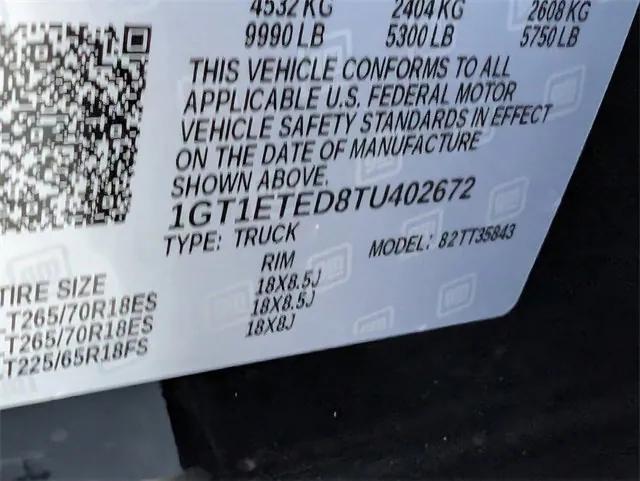 4532 KG 2404 KG 2608 KG
9990 LB 5300 LB 5750 LB
THIS VEHICLE CONFORMS TO ALL
APPLICABLE U.S. FEDERAL MOTOR
VEHICLE SAFETY STANDARDS IN EFFECT
ON THE DATE OF MANUFACTURE
SHOWN ABOVE.
1GT1ETED8TU402672
TYPE: TRUCK MODEL: 82TT35843
TIRE SIZE RIM
LT265/70R18ES 18X8.5J
LT265/70R18ES 18X8.5J
LT225/65R18FS 18X8J